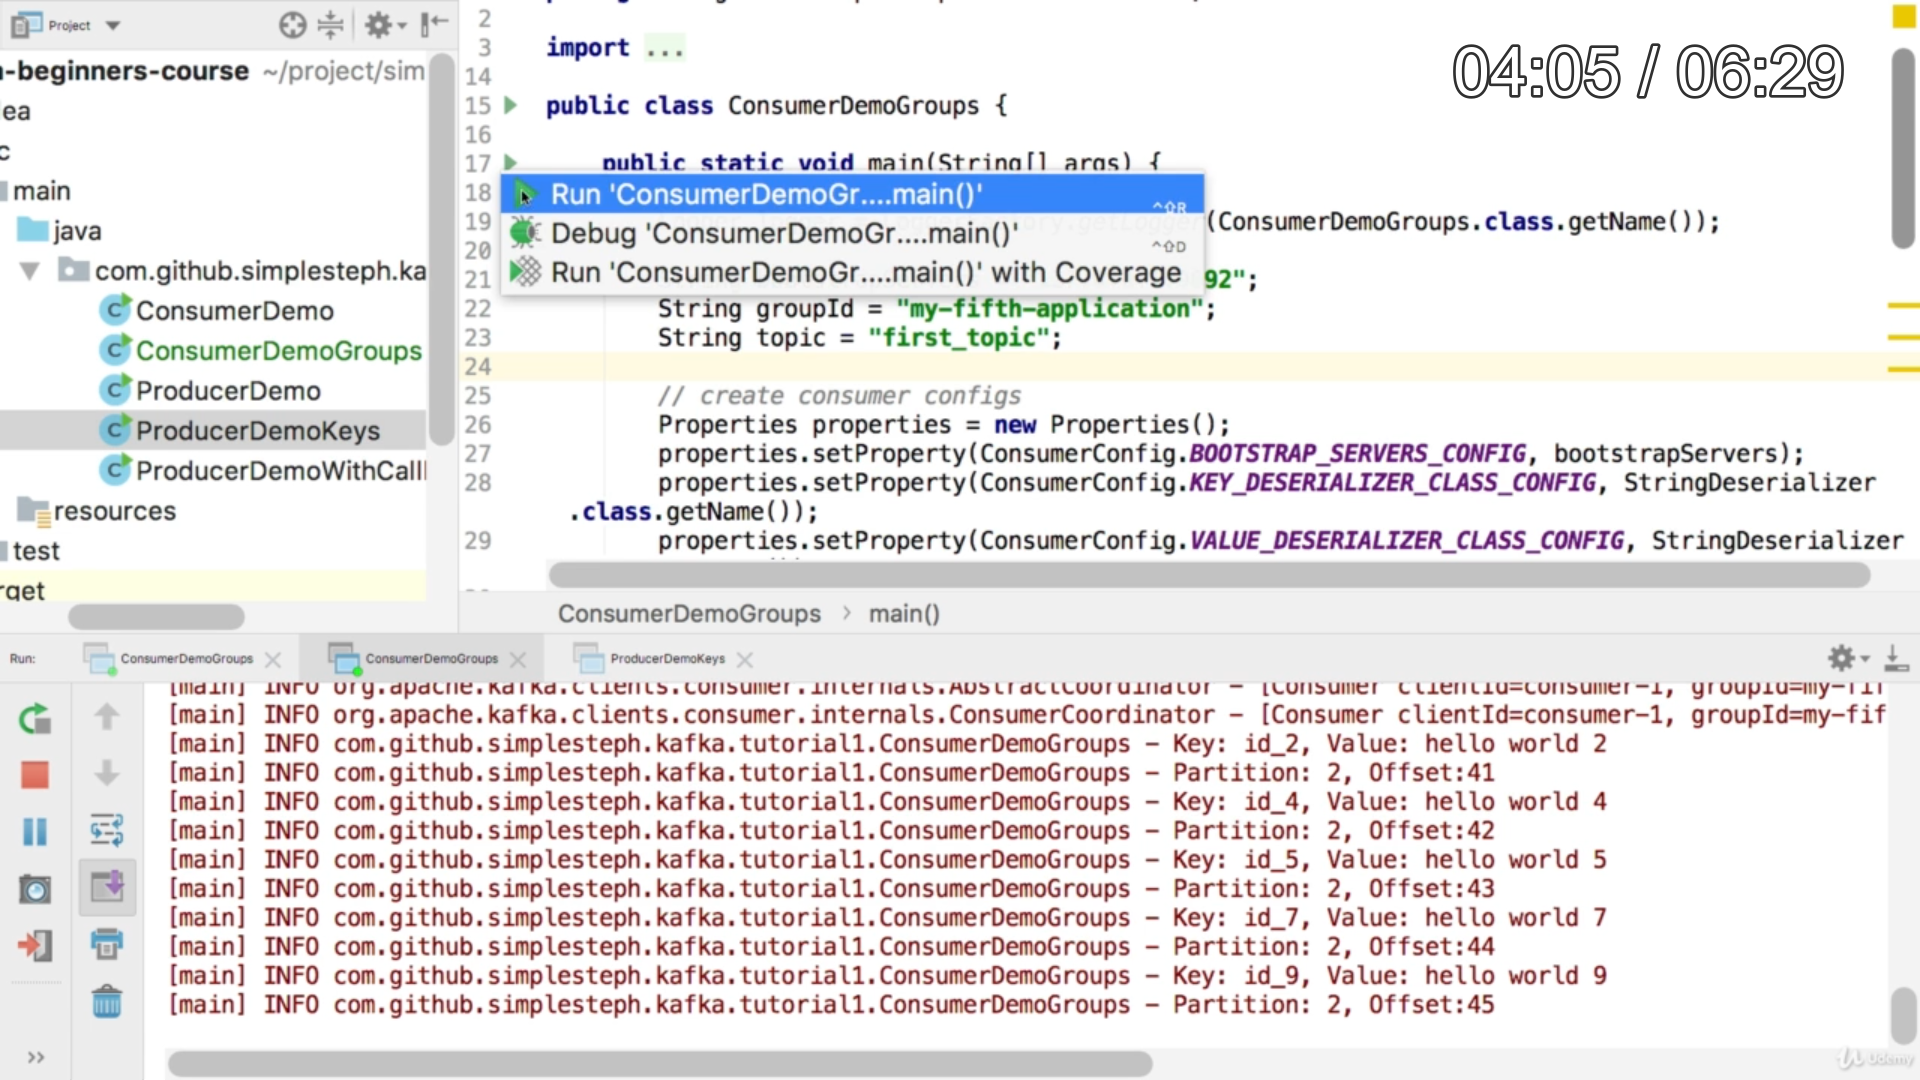 Project
-beginners-course ~/project/sim
ea
c
main
java
com.github.simplesteph.ka
ConsumerDemo
ConsumerDemoGroups
ProducerDemo
ProducerDemoKeys
ProducerDemoWithCall
resources
test
rget
04:05 / 06:29
2
3 import ...
14
15 public class ConsumerDemoGroups {
16
17 public static void main(String[] args) {
18
19 (ConsumerDemoGroups.class.getName());
20
21 92";
22 String groupId = "my-fifth-application";
23 String topic = "first_topic";
24
25 // create consumer configs
26 Properties properties = new Properties();
27 properties.setProperty(ConsumerConfig.BOOTSTRAP_SERVERS_CONFIG, bootstrapServers);
28 properties.setProperty(ConsumerConfig.KEY_DESERIALIZER_CLASS_CONFIG, StringDeserializer
.class.getName());
29 properties.setProperty(ConsumerConfig.VALUE_DESERIALIZER_CLASS_CONFIG, StringDeserializer
Run 'ConsumerDemoGr....main()' ^⇧R
Debug 'ConsumerDemoGr....main()' ^⇧D
Run 'ConsumerDemoGr....main()' with Coverage
ConsumerDemoGroups › main()
Run: ConsumerDemoGroups ConsumerDemoGroups ProducerDemoKeys
[main] INFO org.apache.kafka.clients.consumer.internals.AbstractCoordinator – [Consumer clientId=consumer-1, groupId=my-fif
[main] INFO org.apache.kafka.clients.consumer.internals.ConsumerCoordinator – [Consumer clientId=consumer-1, groupId=my-fif
[main] INFO com.github.simplesteph.kafka.tutorial1.ConsumerDemoGroups – Key: id_2, Value: hello world 2
[main] INFO com.github.simplesteph.kafka.tutorial1.ConsumerDemoGroups – Partition: 2, Offset:41
[main] INFO com.github.simplesteph.kafka.tutorial1.ConsumerDemoGroups – Key: id_4, Value: hello world 4
[main] INFO com.github.simplesteph.kafka.tutorial1.ConsumerDemoGroups – Partition: 2, Offset:42
[main] INFO com.github.simplesteph.kafka.tutorial1.ConsumerDemoGroups – Key: id_5, Value: hello world 5
[main] INFO com.github.simplesteph.kafka.tutorial1.ConsumerDemoGroups – Partition: 2, Offset:43
[main] INFO com.github.simplesteph.kafka.tutorial1.ConsumerDemoGroups – Key: id_7, Value: hello world 7
[main] INFO com.github.simplesteph.kafka.tutorial1.ConsumerDemoGroups – Partition: 2, Offset:44
[main] INFO com.github.simplesteph.kafka.tutorial1.ConsumerDemoGroups – Key: id_9, Value: hello world 9
[main] INFO com.github.simplesteph.kafka.tutorial1.ConsumerDemoGroups – Partition: 2, Offset:45
Udemy